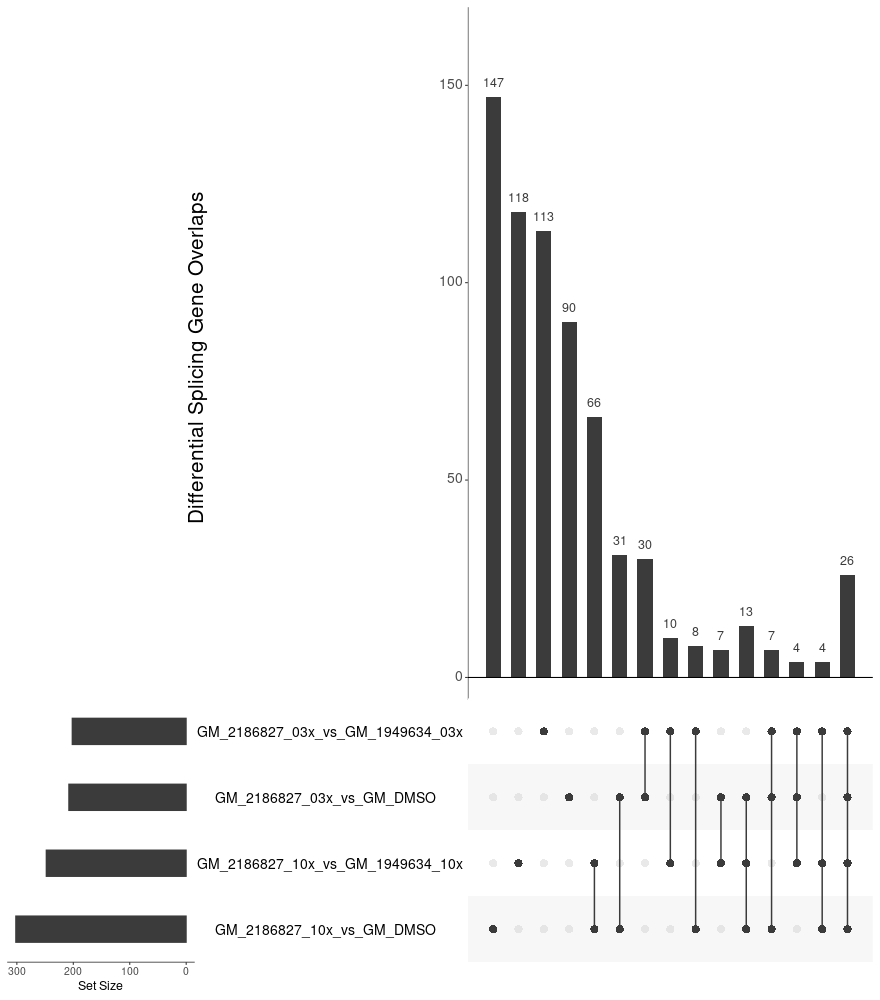 Differential Splicing Gene Overlaps
150
100
50
0
147
118
113
90
66
31
30
10
8
7
13
7
4
4
26
GM_2186827_03x_vs_GM_1949634_03x
GM_2186827_03x_vs_GM_DMSO
GM_2186827_10x_vs_GM_1949634_10x
GM_2186827_10x_vs_GM_DMSO
300 200 100 0
Set Size